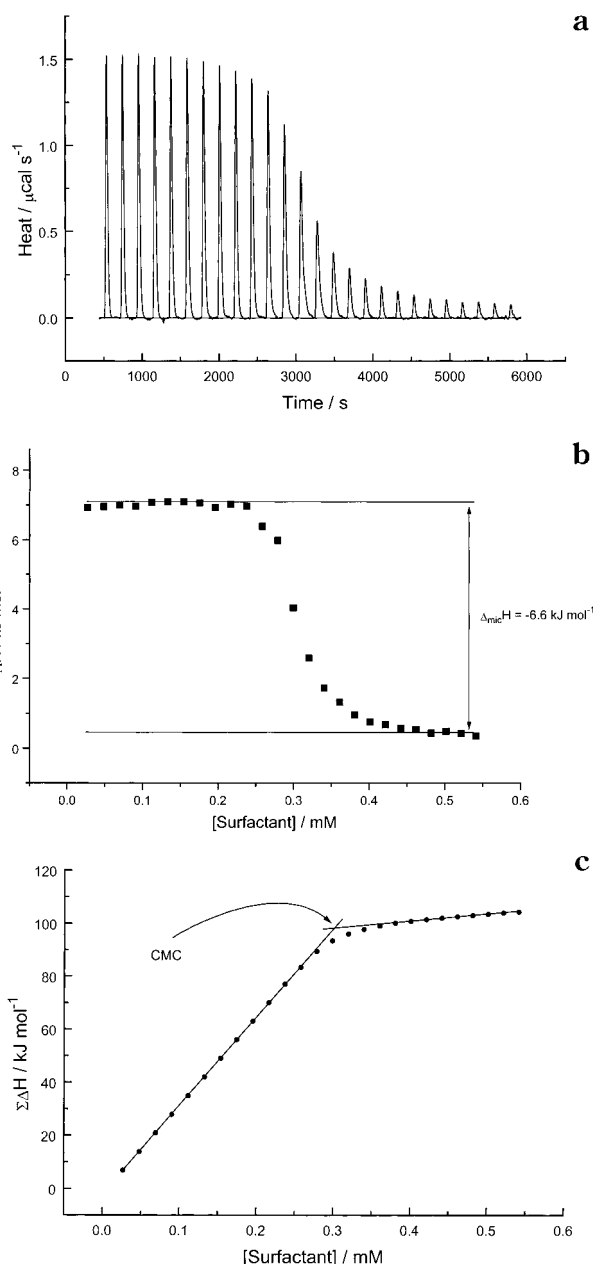 a
1.5
1.0
0.5
0.0
Heat / μcal s⁻¹
0 1000 2000 3000 4000 5000 6000
Time / s
b
8
6
4
2
0
Δ_mic H = -6.6 kJ mol⁻¹
0.0 0.1 0.2 0.3 0.4 0.5 0.6
[Surfactant] / mM
c
120
100
80
60
40
20
0
ΣΔH / kJ mol⁻¹
CMC
0.0 0.1 0.2 0.3 0.4 0.5 0.6
[Surfactant] / mM